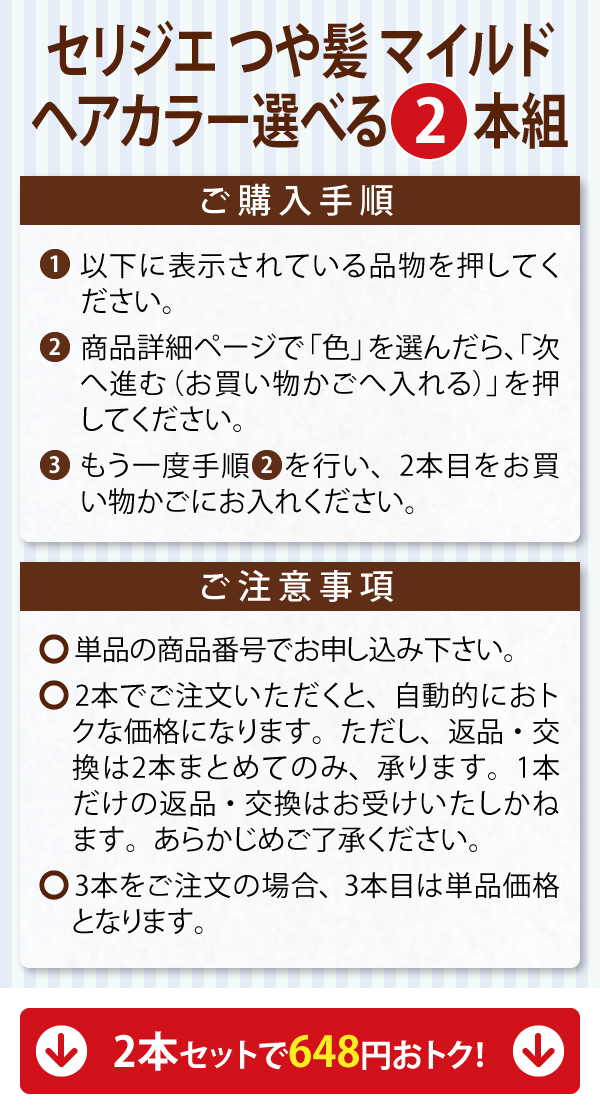 セリジエ つや髪 マイルド
ヘアカラー選べる2本組
ご購入手順
❶ 以下に表示されている品物を押してく
ださい。
❷ 商品詳細ページで「色」を選んだら、「次
へ進む（お買い物かごへ入れる）」を押
してください。
❸ もう一度手順❷を行い、2本目をお買
い物かごにお入れください。
ご注意事項
○ 単品の商品番号でお申し込み下さい。
○ 2本でご注文いただくと、自動的におト
クな価格になります。ただし、返品・交
換は2本まとめてのみ、承ります。1本
だけの返品・交換はお受けいたしかね
ます。あらかじめご了承ください。
○ 3本をご注文の場合、3本目は単品価格
となります。
2本セットで648円おトク!